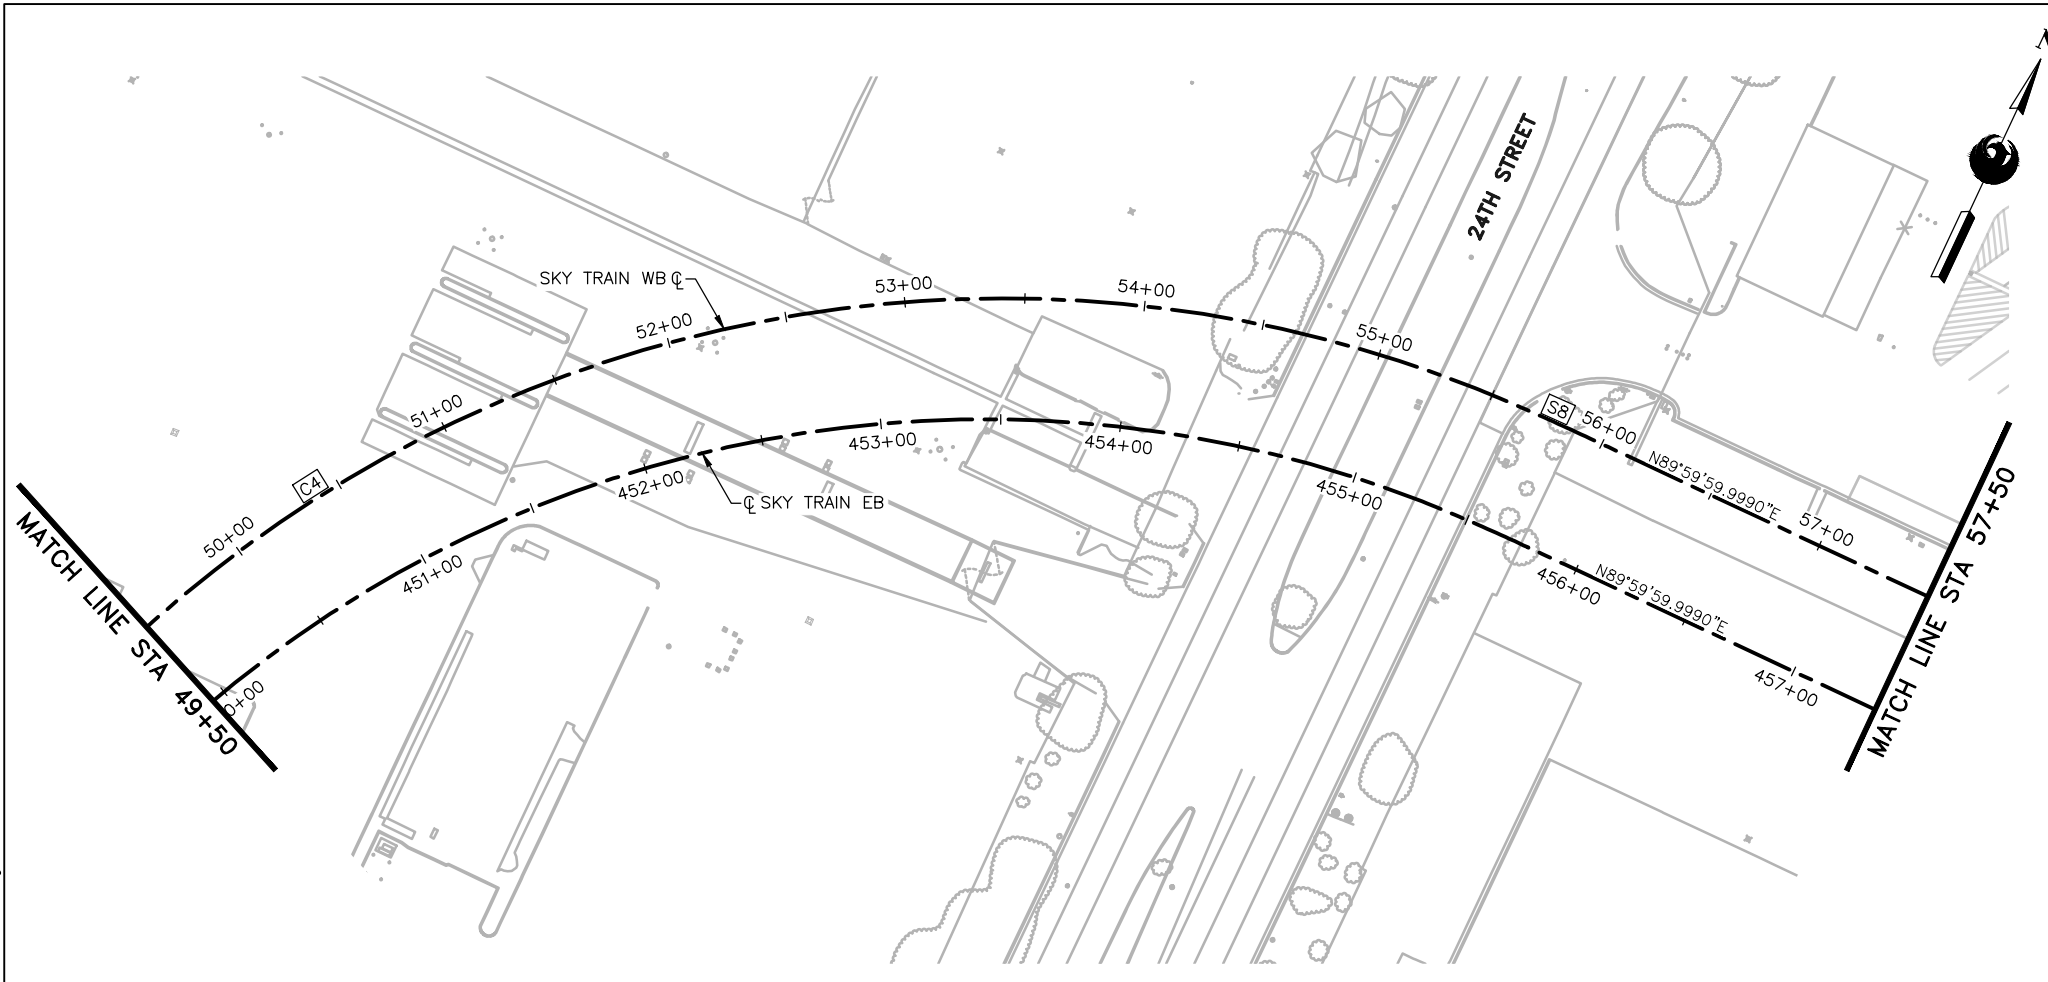 N
24TH STREET
SKY TRAIN WB ℄
50+00
51+00
52+00
53+00
54+00
55+00
56+00
57+00
C4
S8
N89°59'59.9990"E
℄ SKY TRAIN EB
0+00
451+00
452+00
453+00
454+00
455+00
456+00
457+00
N89°59'59.9990"E
MATCH LINE STA 49+50
MATCH LINE STA 57+50